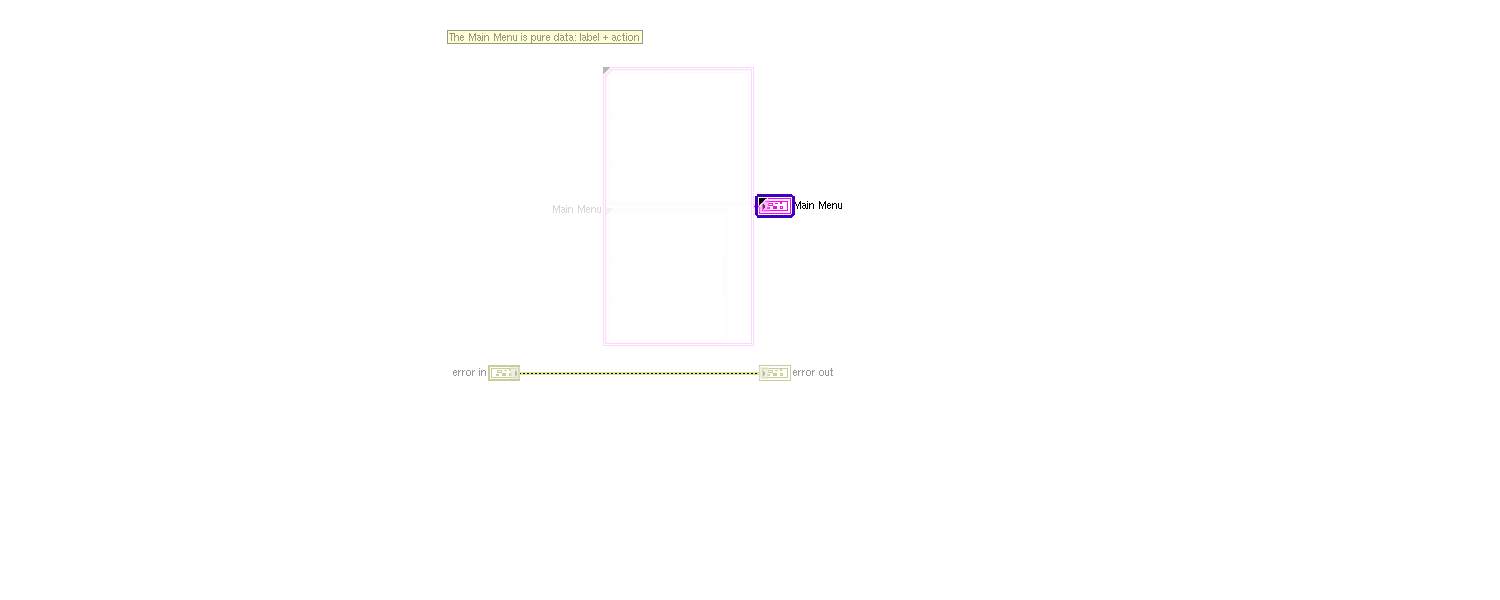 The Main Menu is pure data: label + action
Main Menu
Main Menu
error in
error out